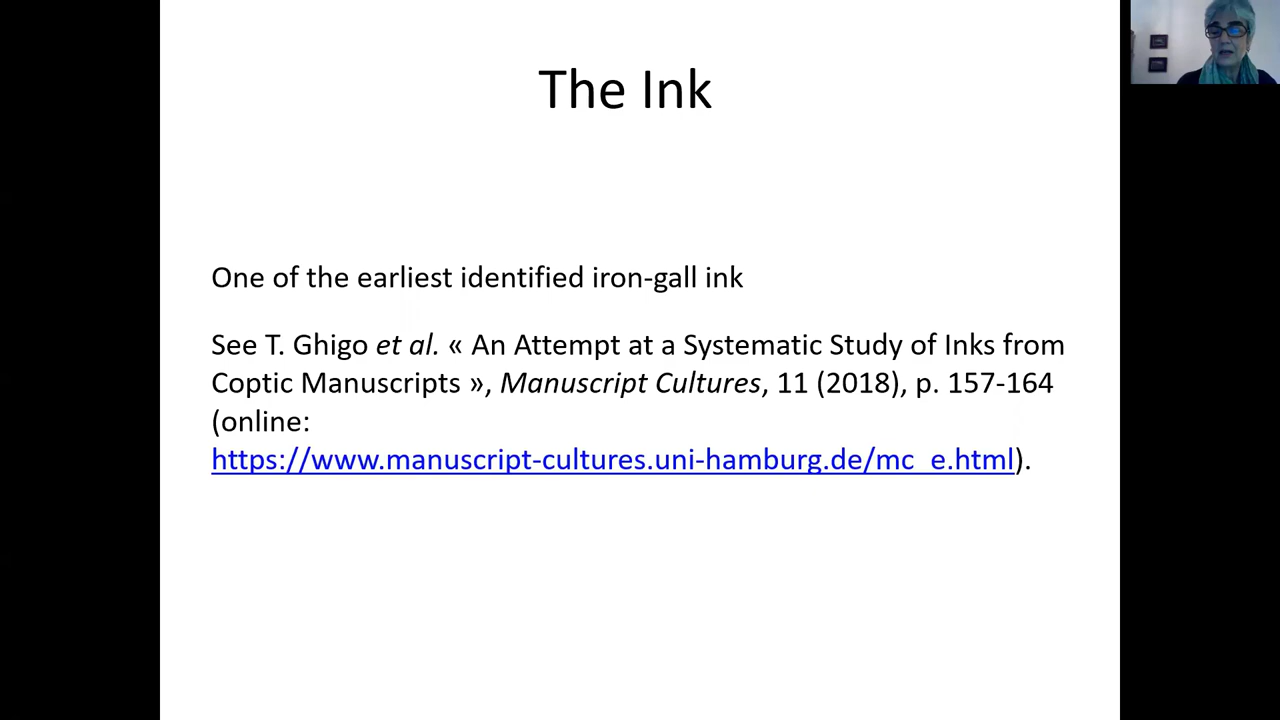 The Ink
One of the earliest identified iron-gall ink
See T. Ghigo et al. « An Attempt at a Systematic Study of Inks from
Coptic Manuscripts », Manuscript Cultures, 11 (2018), p. 157-164
(online:
https://www.manuscript-cultures.uni-hamburg.de/mc_e.html).